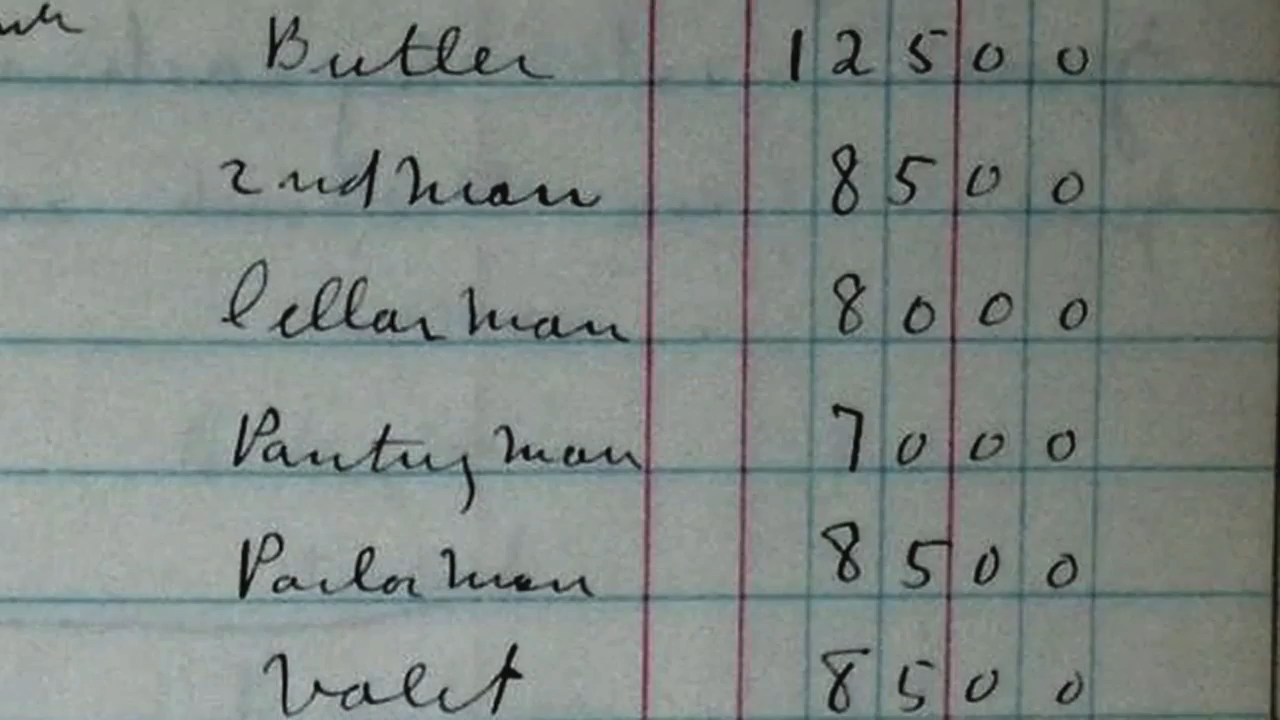 Butler 12500
2nd man 8500
Cellar man 8000
Pantry man 7000
Parlor man 8500
Valet 8500